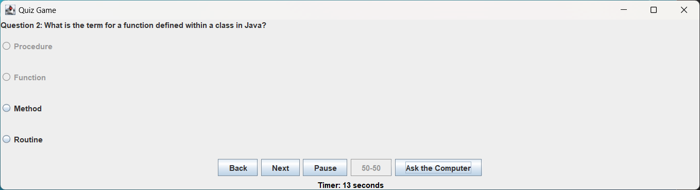 Quiz Game
Question 2: What is the term for a function defined within a class in Java?
Procedure
Function
Method
Routine
Back Next Pause 50-50 Ask the Computer
Timer: 13 seconds